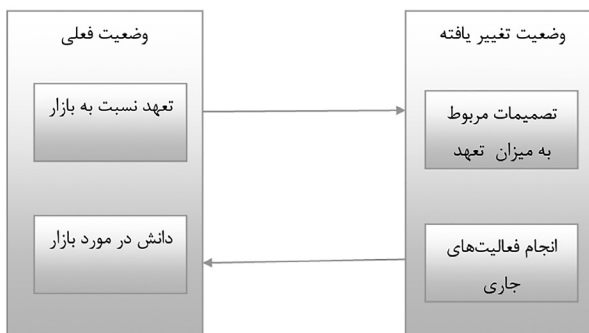 وضعیت تغییر یافته
تصمیمات مربوط
به میزان تعهد
انجام فعالیت‌های
جاری
وضعیت فعلی
تعهد نسبت به بازار
دانش در مورد بازار